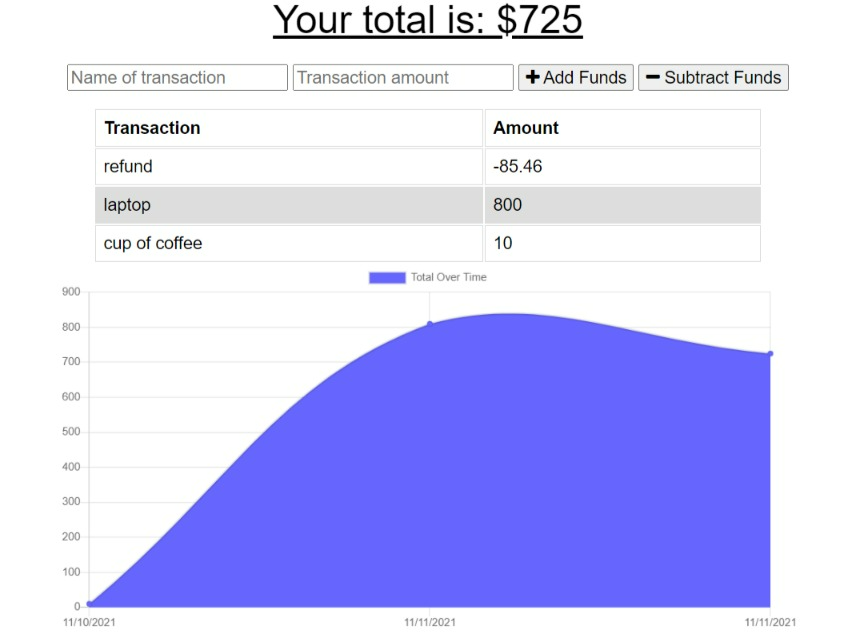 Your total is: $725
Name of transaction Transaction amount + Add Funds − Subtract Funds
Transaction Amount
refund -85.46
laptop 800
cup of coffee 10
Total Over Time
900
800
700
600
500
400
300
200
100
0
11/10/2021 11/11/2021 11/11/2021